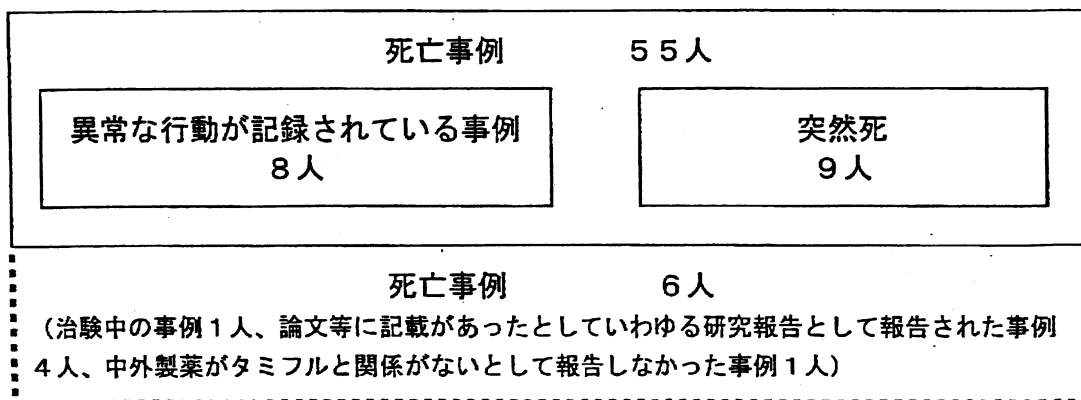 死亡事例 ５５人
異常な行動が記録されている事例
８人
突然死
９人
死亡事例 ６人
（治験中の事例１人、論文等に記載があったとしていわゆる研究報告として報告された事例
４人、中外製薬がタミフルと関係がないとして報告しなかった事例１人）